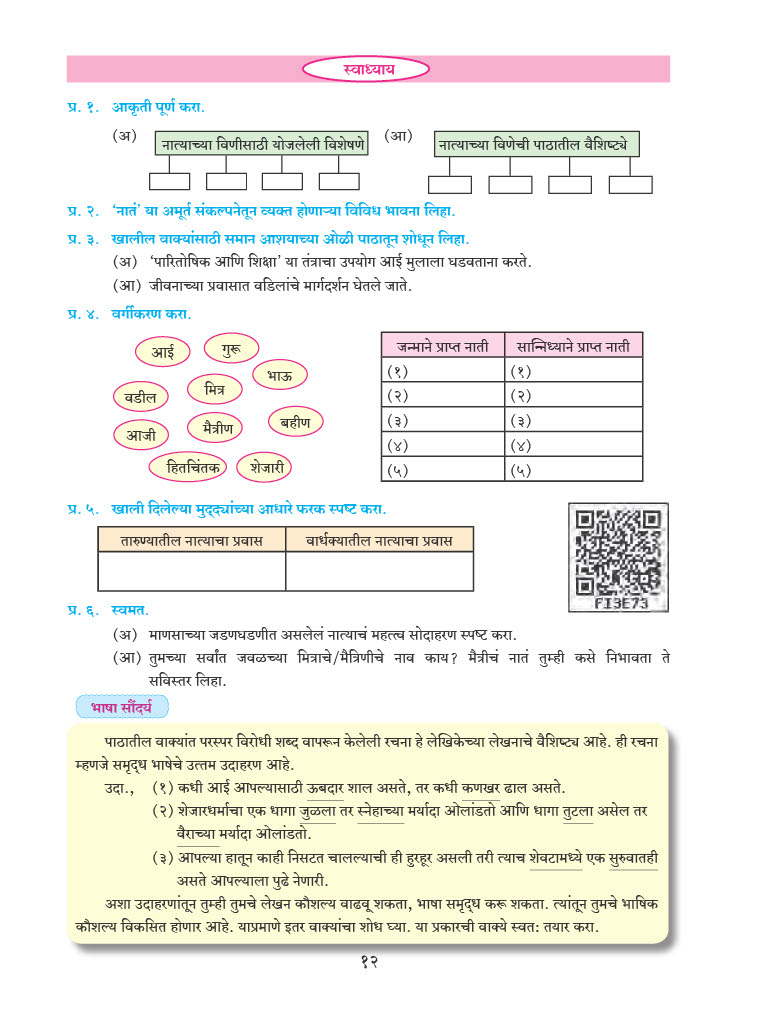 स्वाध्याय
प्र. १. आकृती पूर्ण करा.
(अ) नात्याच्या विणीसाठी योजलेली विशेषणे (आ) नात्याच्या विणेची पाठातील वैशिष्ट्ये
प्र. २. ‘नातं’ या अमूर्त संकल्पनेतून व्यक्त होणाऱ्या विविध भावना लिहा.
प्र. ३. खालील वाक्यांसाठी समान आशयाच्या ओळी पाठातून शोधून लिहा.
(अ) ‘पारितोषिक आणि शिक्षा’ या तंत्राचा उपयोग आई मुलाला घडवताना करते.
(आ) जीवनाच्या प्रवासात वडिलांचे मार्गदर्शन घेतले जाते.
प्र. ४. वर्गीकरण करा.
आई गुरू
भाऊ
वडील मित्र
आजी मैत्रीण बहीण
हितचिंतक शेजारी
जन्माने प्राप्त नाती सान्निध्याने प्राप्त नाती
(१) (१)
(२) (२)
(३) (३)
(४) (४)
(५) (५)
प्र. ५. खाली दिलेल्या मुद्द्यांच्या आधारे फरक स्पष्ट करा.
तारुण्यातील नात्याचा प्रवास वार्धक्यातील नात्याचा प्रवास
FI3E73
प्र. ६. स्वमत.
(अ) माणसाच्या जडणघडणीत असलेलं नात्याचं महत्त्व सोदाहरण स्पष्ट करा.
(आ) तुमच्या सर्वांत जवळच्या मित्राचे/मैत्रिणीचे नाव काय? मैत्रीचं नातं तुम्ही कसे निभावता ते
सविस्तर लिहा.
भाषा सौंदर्य
पाठातील वाक्यांत परस्पर विरोधी शब्द वापरून केलेली रचना हे लेखिकेच्या लेखनाचे वैशिष्ट्य आहे. ही रचना
म्हणजे समृद्ध भाषेचे उत्तम उदाहरण आहे.
उदा., (१) कधी आई आपल्यासाठी ऊबदार शाल असते, तर कधी कणखर ढाल असते.
(२) शेजारधर्माचा एक धागा जुळला तर स्नेहाच्या मर्यादा ओलांडतो आणि धागा तुटला असेल तर
वैराच्या मर्यादा ओलांडतो.
(३) आपल्या हातून काही निसटत चालल्याची ही हुरहूर असली तरी त्याच शेवटामध्ये एक सुरुवातही
असते आपल्याला पुढे नेणारी.
अशा उदाहरणांतून तुम्ही तुमचे लेखन कौशल्य वाढवू शकता, भाषा समृद्ध करू शकता. त्यांतून तुमचे भाषिक
कौशल्य विकसित होणार आहे. याप्रमाणे इतर वाक्यांचा शोध घ्या. या प्रकारची वाक्ये स्वतः तयार करा.
१२